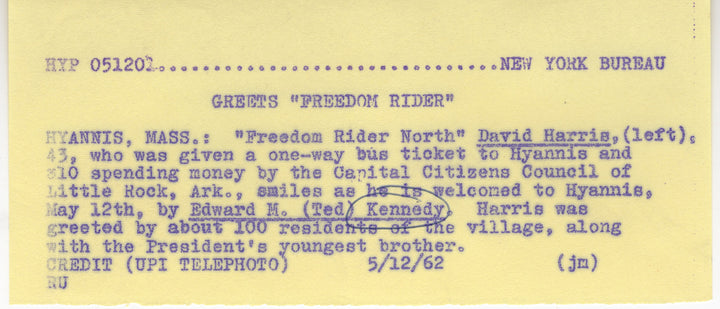 HYP 051202..................................NEW YORK BUREAU
GREETS "FREEDOM RIDER"
HYANNIS, MASS.: "Freedom Rider North" David Harris,(left),
43, who was given a one-way bus ticket to Hyannis and
$10 spending money by the Capital Citizens Council of
Little Rock, Ark., smiles as he is welcomed to Hyannis,
May 12th, by Edward M. (Ted) Kennedy. Harris was
greeted by about 100 residents of the village, along
with the President's youngest brother.
CREDIT (UPI TELEPHOTO) 5/12/62 (jm)
RU